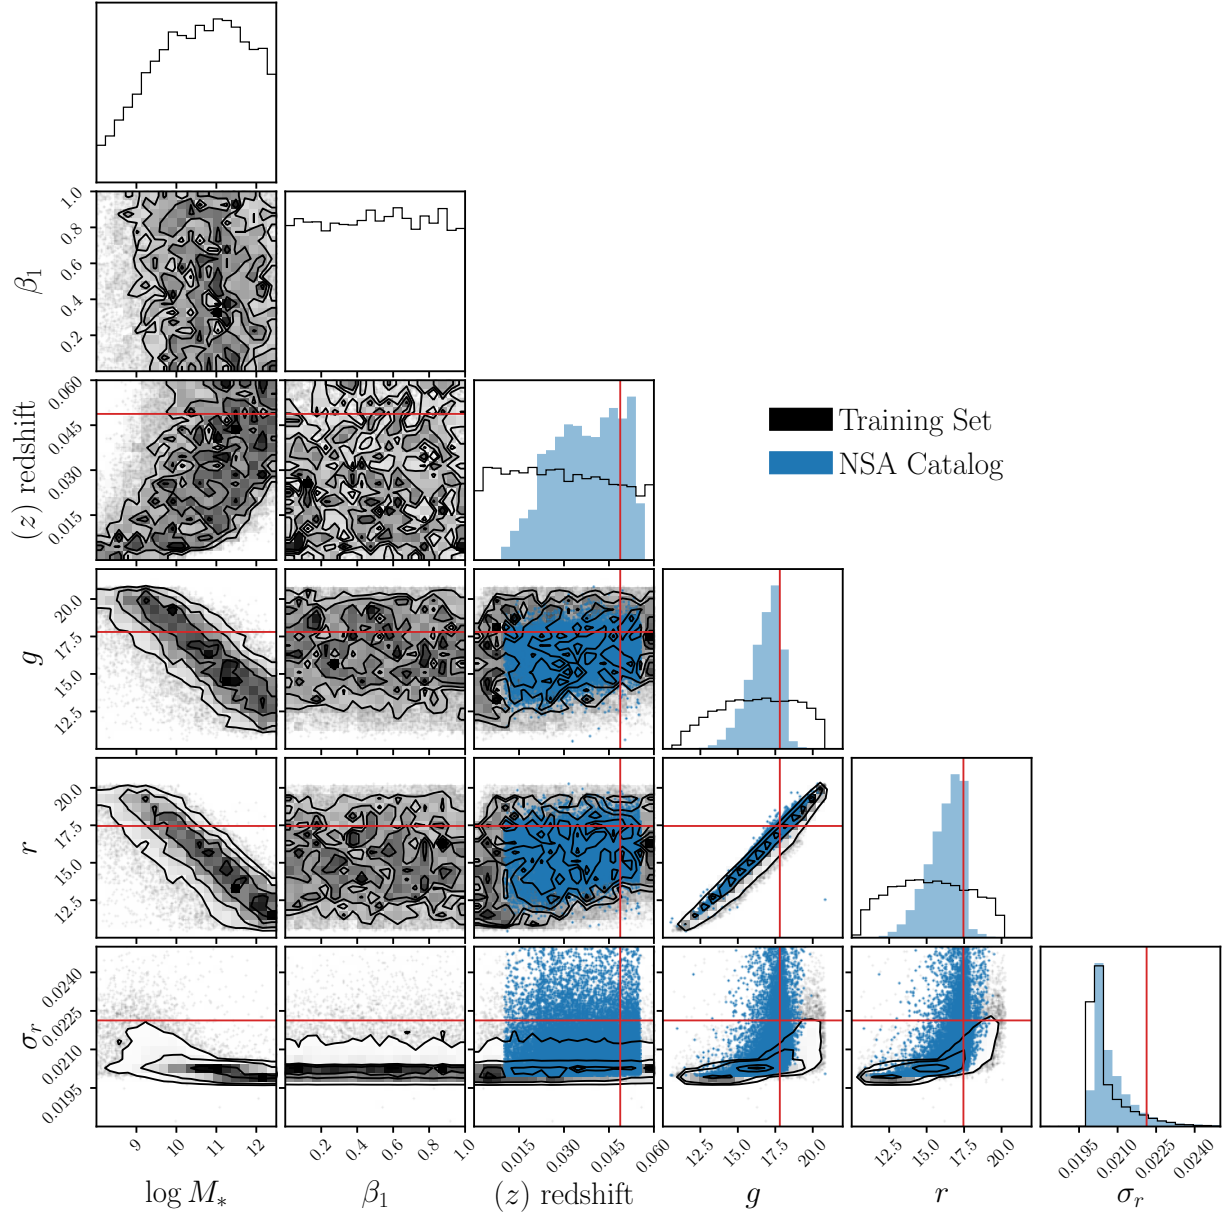 β₁
1.0
0.8
0.6
0.4
0.2
(z) redshift
0.060
0.045
0.030
0.015
Training Set
NSA Catalog
g
20.0
17.5
15.0
12.5
r
20.0
17.5
15.0
12.5
σᵣ
0.0240
0.0225
0.0210
0.0195
9 10 11 12
0.2 0.4 0.6 0.8 1.0
0.015 0.030 0.045 0.060
12.5 15.0 17.5 20.0
12.5 15.0 17.5 20.0
0.0195 0.0210 0.0225 0.0240
log M* β₁ (z) redshift g r σᵣ